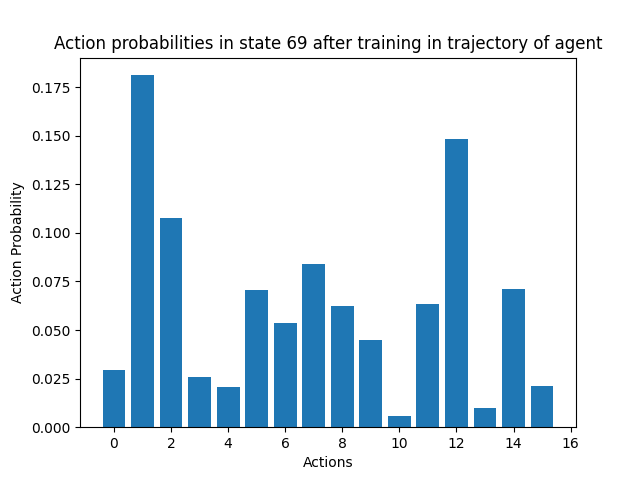 Action probabilities in state 69 after training in trajectory of agent
0.175
0.150
0.125
0.100
0.075
0.050
0.025
0.000
Action Probability
0 2 4 6 8 10 12 14 16
Actions